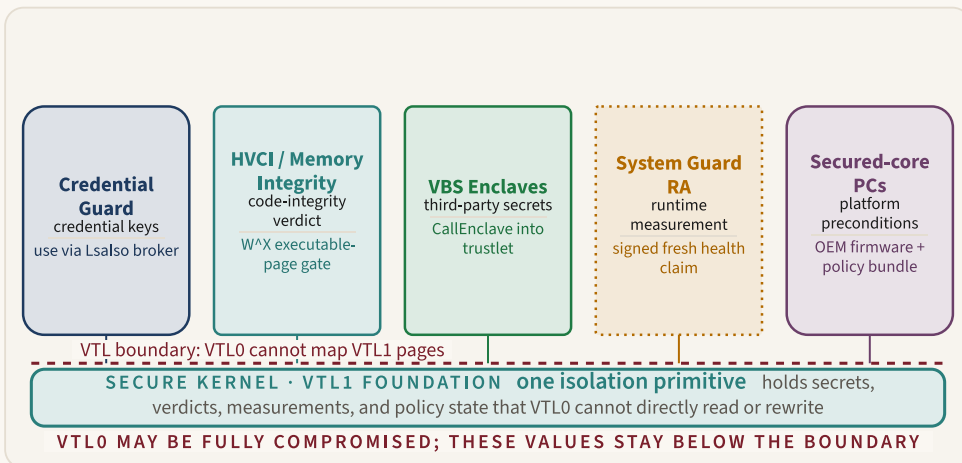 Credential
Guard
credential keys
use via LsaIso broker
HVCI / Memory
Integrity
code-integrity
verdict
W^X executable-
page gate
VBS Enclaves
third-party secrets
CallEnclave into
trustlet
System Guard
RA
runtime
measurement
signed fresh health
claim
Secured-core
PCs
platform
preconditions
OEM firmware +
policy bundle
VTL boundary: VTL0 cannot map VTL1 pages
SECURE KERNEL · VTL1 FOUNDATION one isolation primitive holds secrets,
verdicts, measurements, and policy state that VTL0 cannot directly read or rewrite
VTL0 MAY BE FULLY COMPROMISED; THESE VALUES STAY BELOW THE BOUNDARY